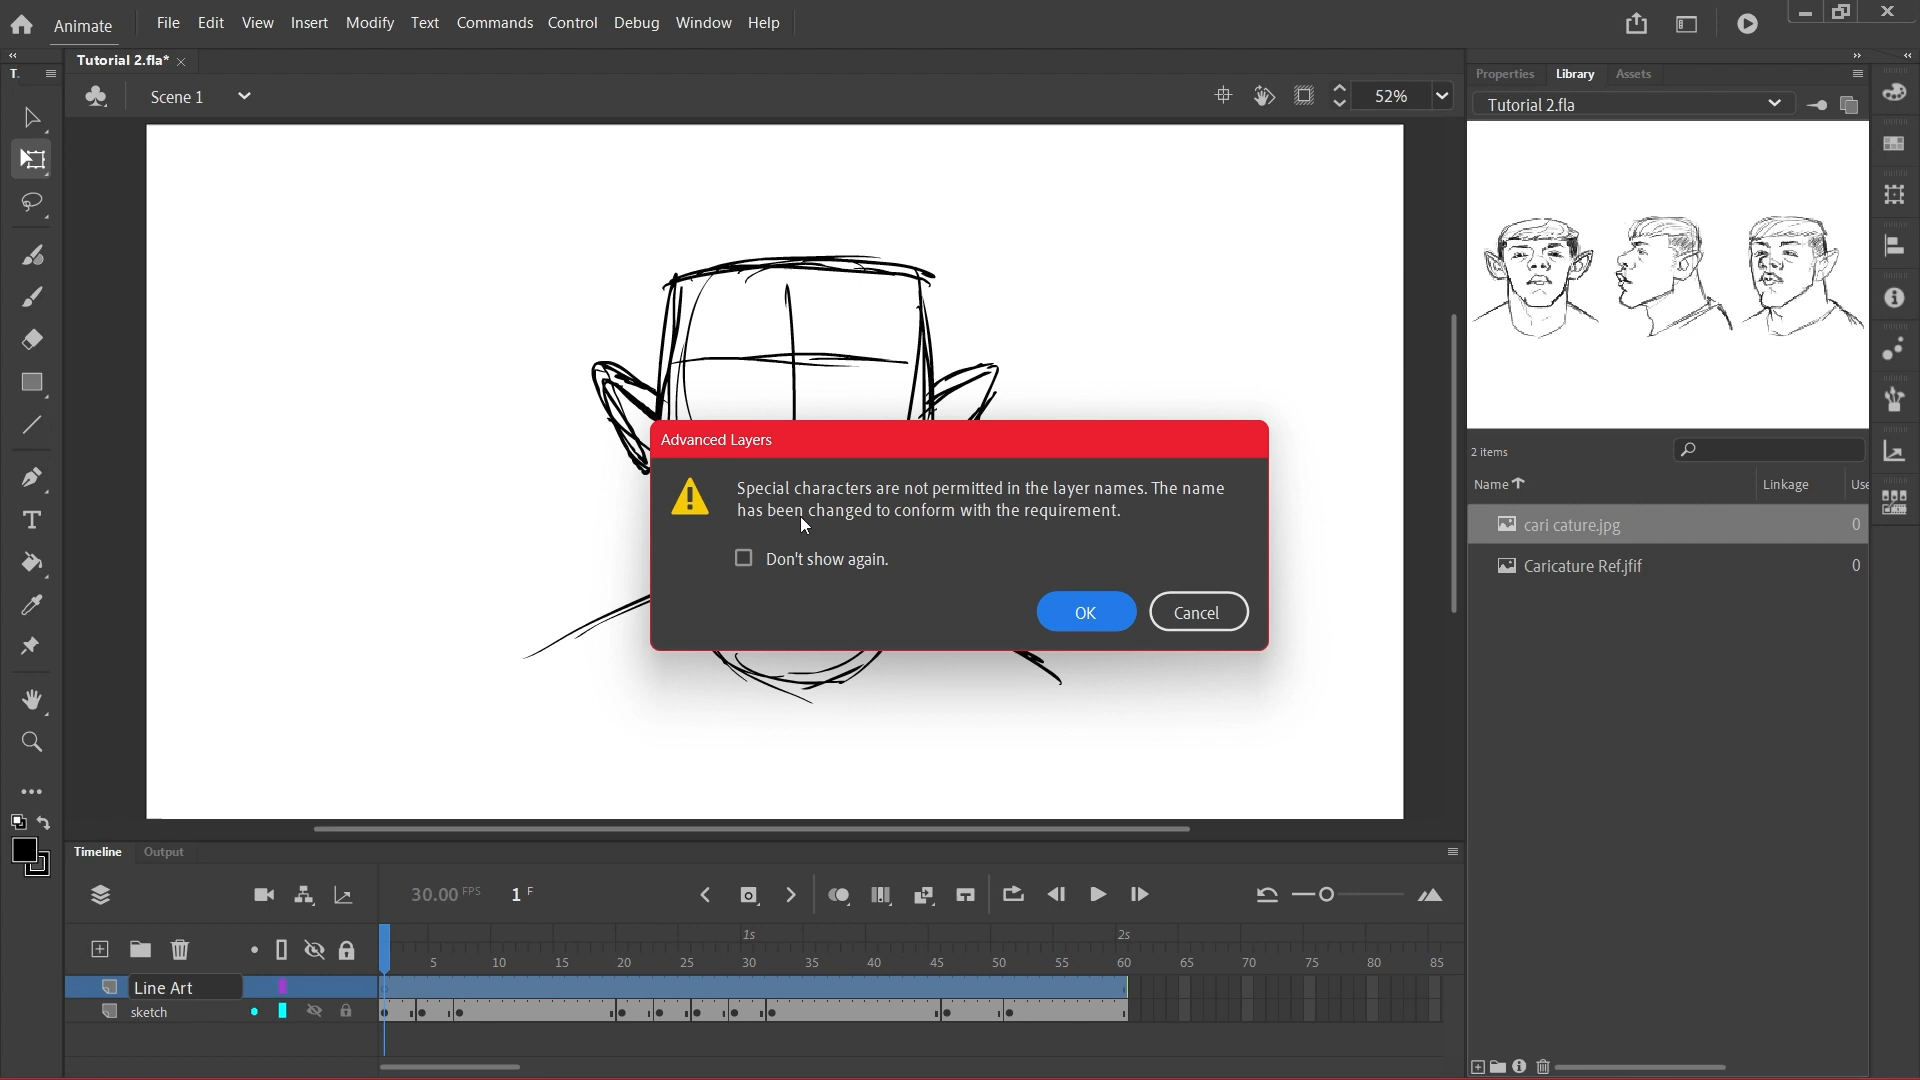 Animate File Edit View Insert Modify Text Commands Control Debug Window Help
Tutorial 2.fla*
Scene 1
52%
T.
Properties Library Assets
Tutorial 2.fla
2 items
Name Linkage Use
cari cature.jpg 0
Caricature Ref.jfif 0
Advanced Layers
Special characters are not permitted in the layer names. The name
has been changed to conform with the requirement.
Don't show again.
OK Cancel
Timeline Output
30.00 FPS 1 F
1s 2s
5 10 15 20 25 30 35 40 45 50 55 60 65 70 75 80 85
Line Art
sketch